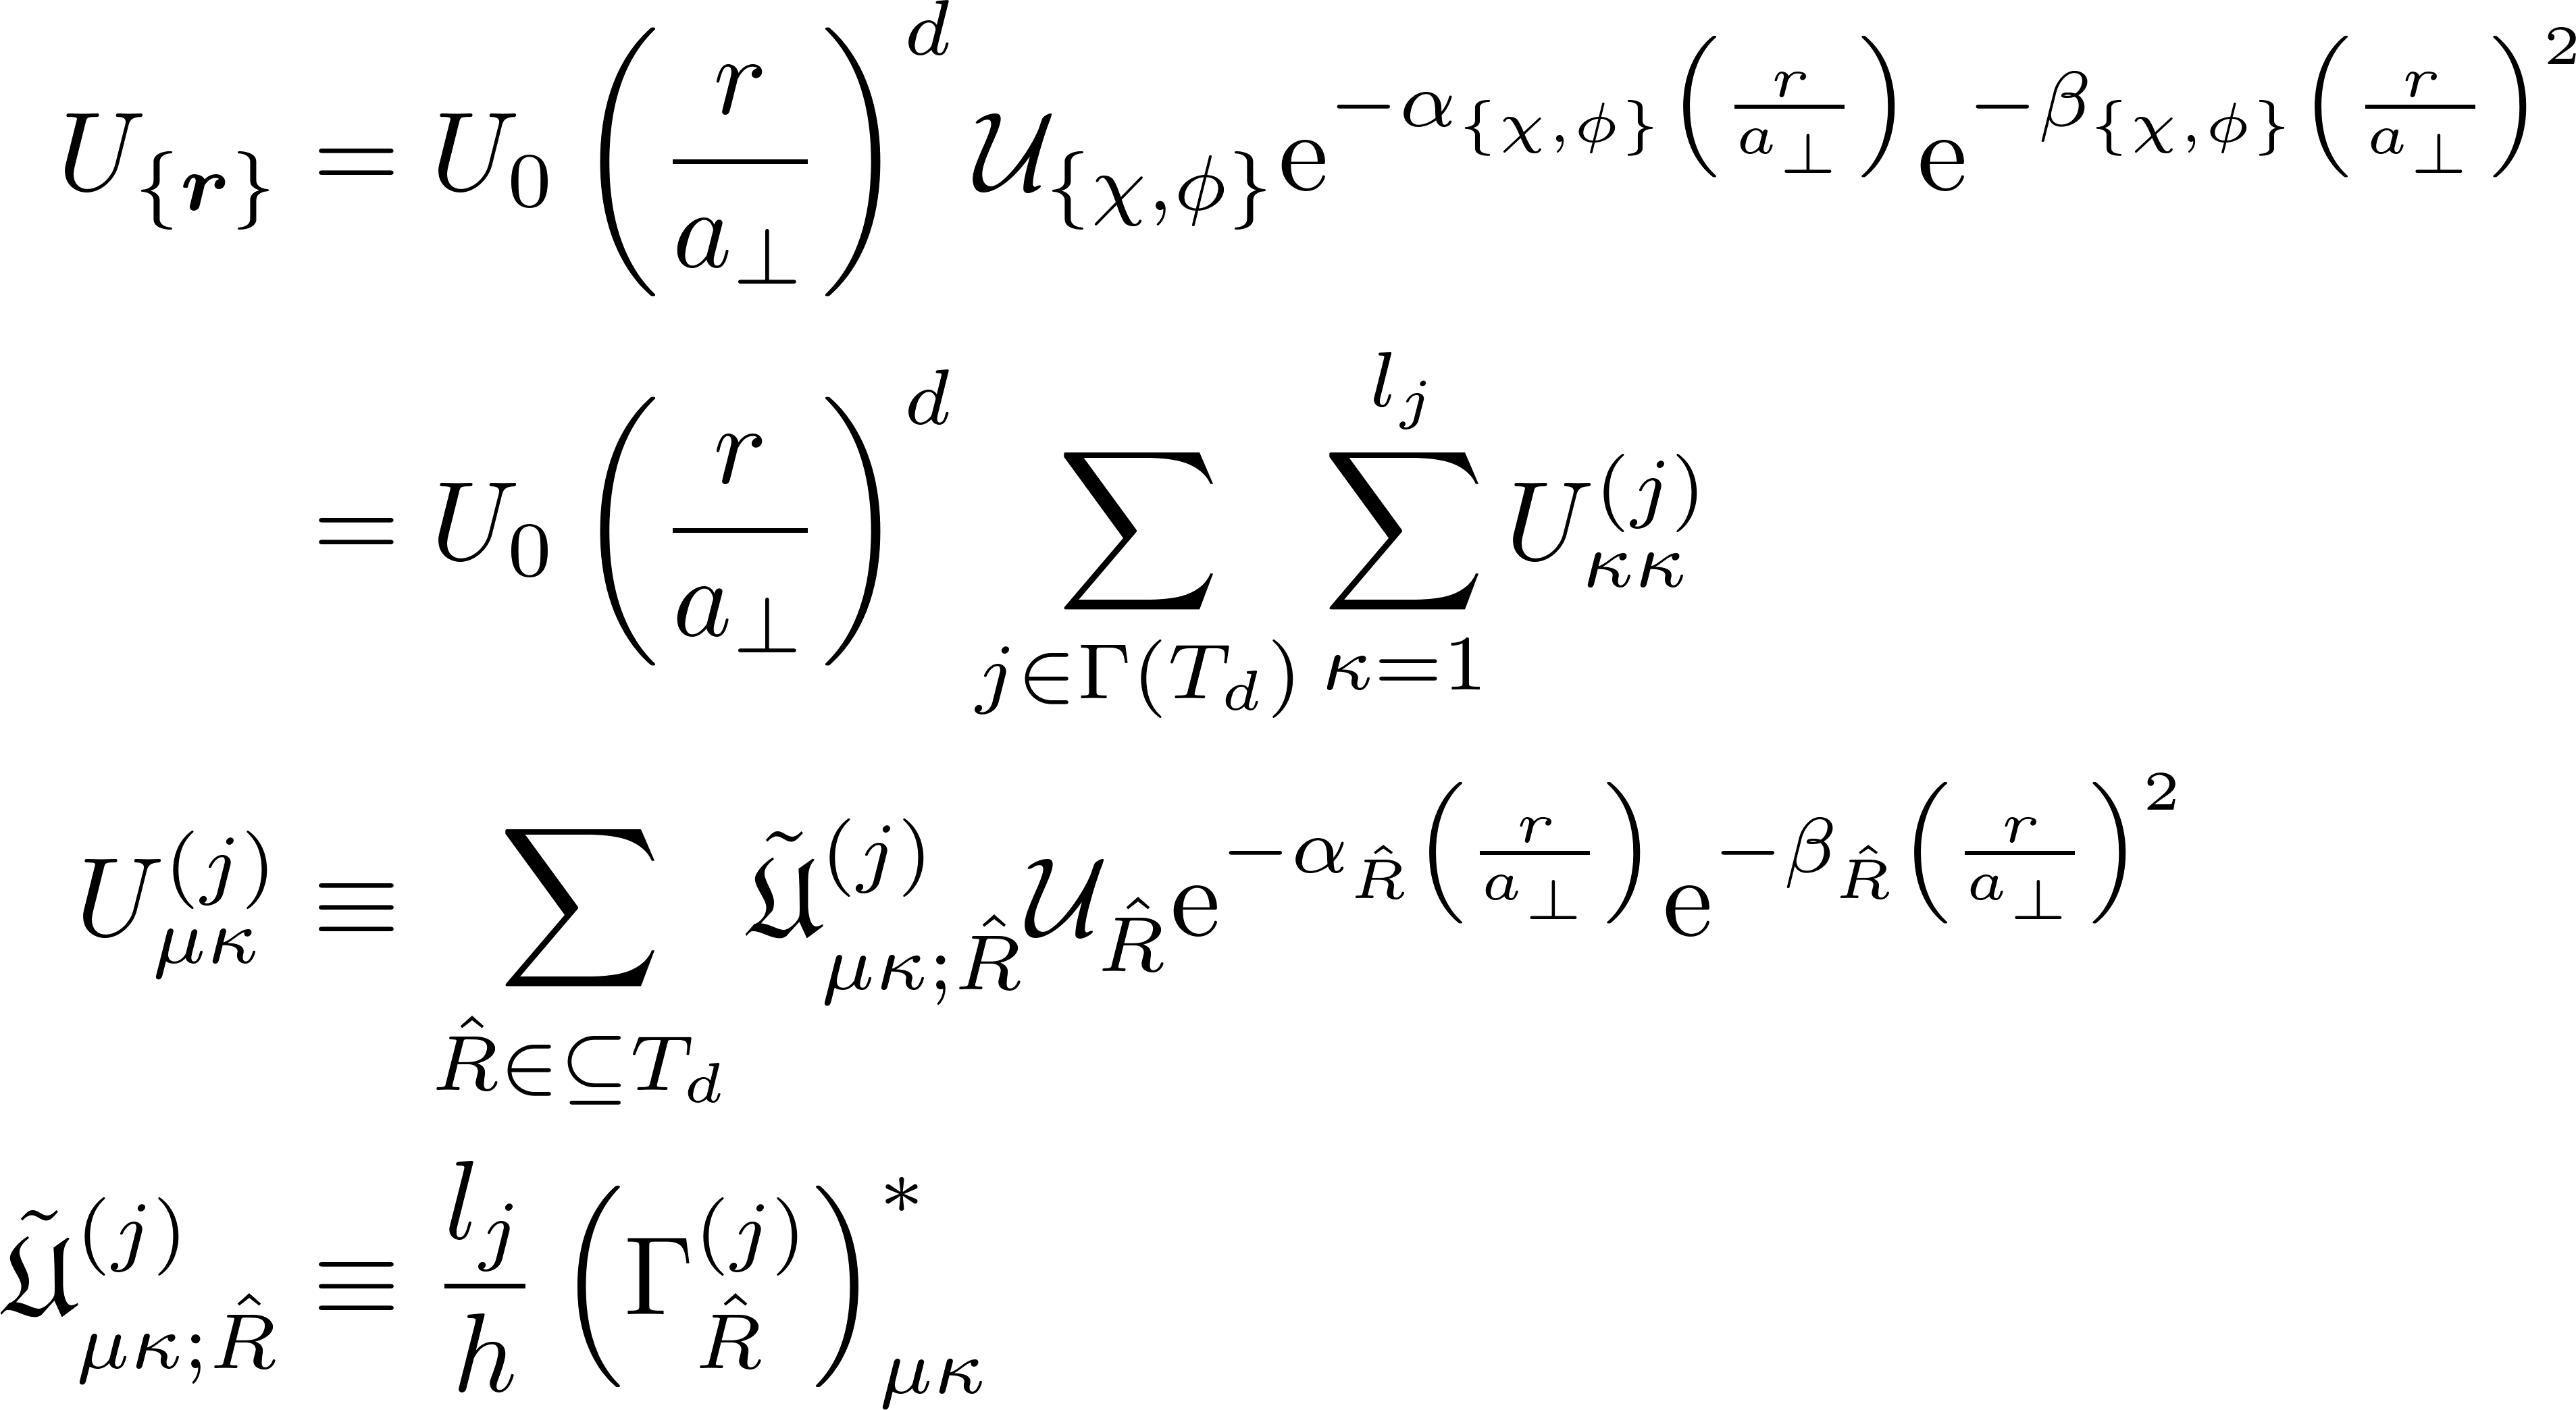 U_{\{\boldsymbol{r}\}} = U_0 \left(\frac{r}{a_\perp}\right)^d \mathcal{U}_{\{\chi,\phi\}} \mathrm{e}^{-\alpha_{\{\chi,\phi\}}\left(\frac{r}{a_\perp}\right)} \mathrm{e}^{-\beta_{\{\chi,\phi\}}\left(\frac{r}{a_\perp}\right)^2}
= U_0 \left(\frac{r}{a_\perp}\right)^d \sum_{j\in\Gamma(T_d)} \sum_{\kappa=1}^{l_j} U_{\kappa\kappa}^{(j)}
U_{\mu\kappa}^{(j)} \equiv \sum_{\hat{R}\in\subseteq T_d} \tilde{\mathfrak{U}}_{\mu\kappa;\hat{R}}^{(j)} \mathcal{U}_{\hat{R}} \mathrm{e}^{-\alpha_{\hat{R}}\left(\frac{r}{a_\perp}\right)} \mathrm{e}^{-\beta_{\hat{R}}\left(\frac{r}{a_\perp}\right)^2}
\tilde{\mathfrak{U}}_{\mu\kappa;\hat{R}}^{(j)} \equiv \frac{l_j}{h} \left(\Gamma_{\hat{R}}^{(j)}\right)_{\mu\kappa}^*